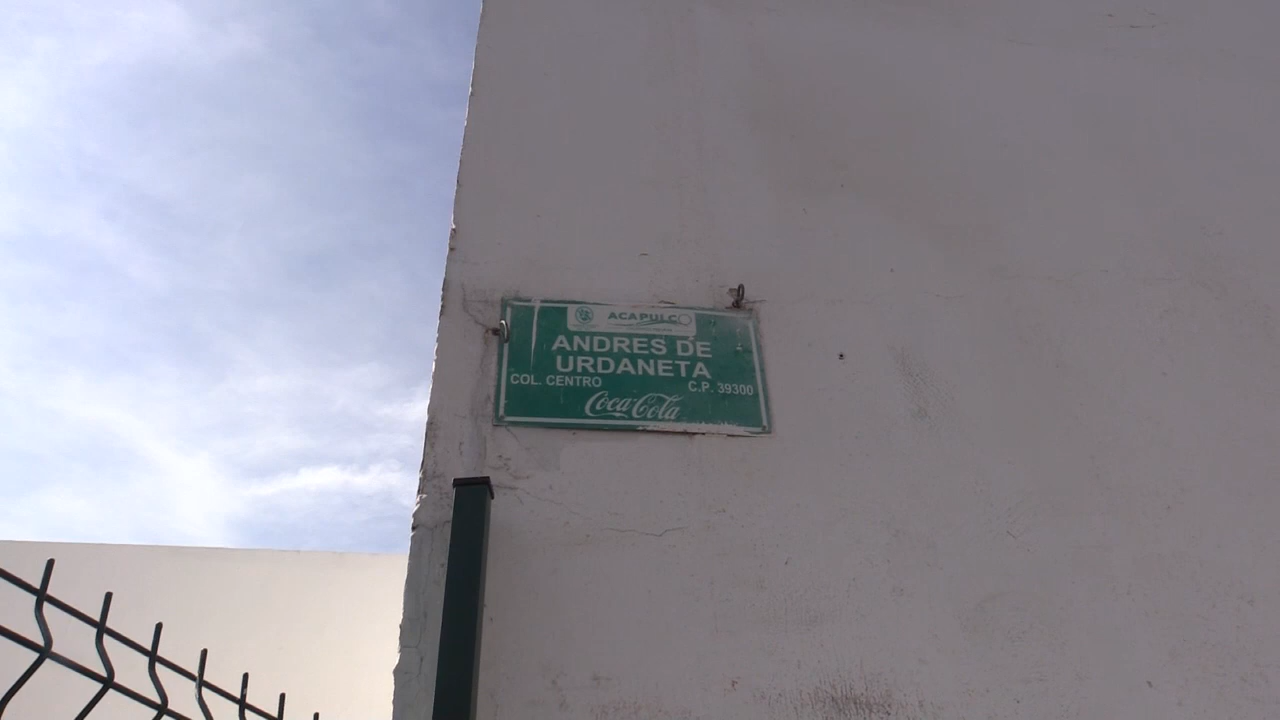 ACAPULCO
ANDRES DE
URDANETA
COL. CENTRO
C.P. 39300
Coca-Cola